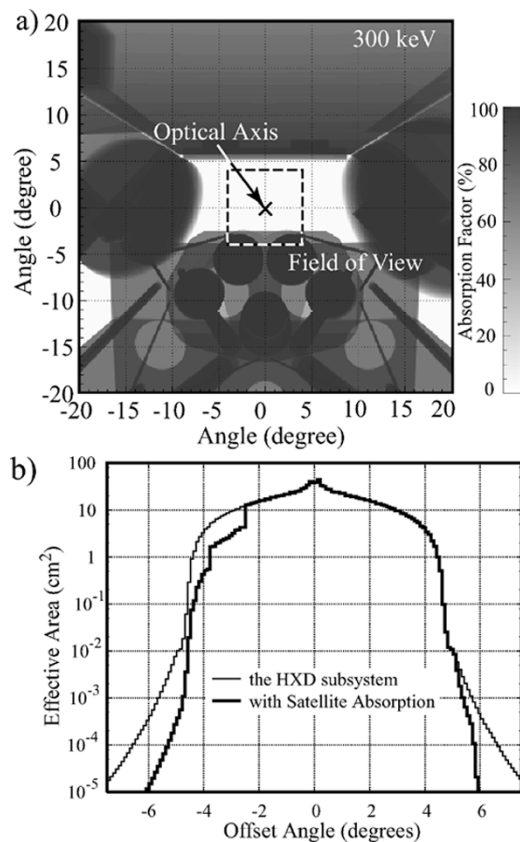 a)
300 keV
20
15
10
5
0
-5
-10
-15
-20
Angle (degree)
Optical Axis
Field of View
-20 -15 -10 -5 0 5 10 15 20
Angle (degree)
100
80
60
40
20
0
Absorption Factor (%)
b)
100
10
1
10-1
10-2
10-3
10-4
10-5
Effective Area (cm2)
the HXD subsystem
with Satellite Absorption
-6 -4 -2 0 2 4 6
Offset Angle (degrees)